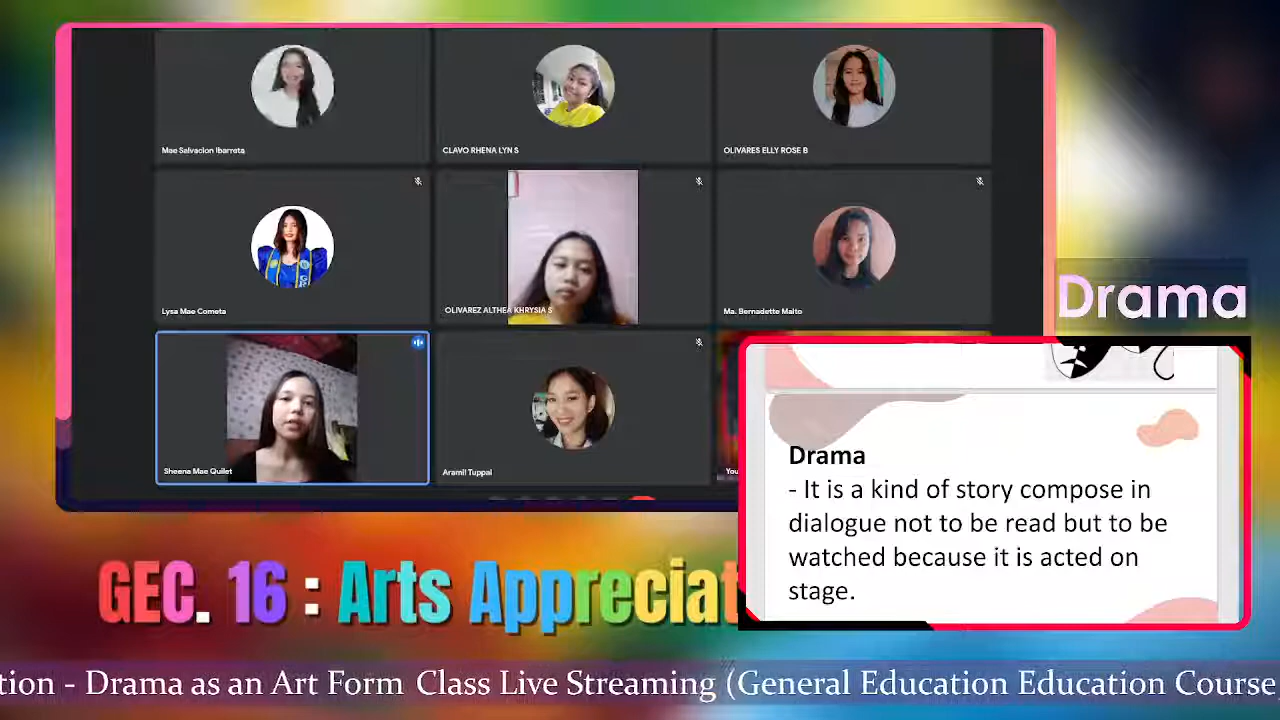 Mae Salvacion Ibarreta
CLAVO RHENA LYN S
OLIVARES ELLY ROSE B
Lysa Mae Cometa
OLIVAREZ ALTHEA KHRYSIA S
Ma. Bernadette Malto
Sheena Mae Quilet
Aramil Tuppal
You
Drama
Drama
- It is a kind of story compose in
dialogue not to be read but to be
watched because it is acted on
stage.
GEC. 16 : Arts Appreciat
tion - Drama as an Art Form Class Live Streaming (General Education Education Course